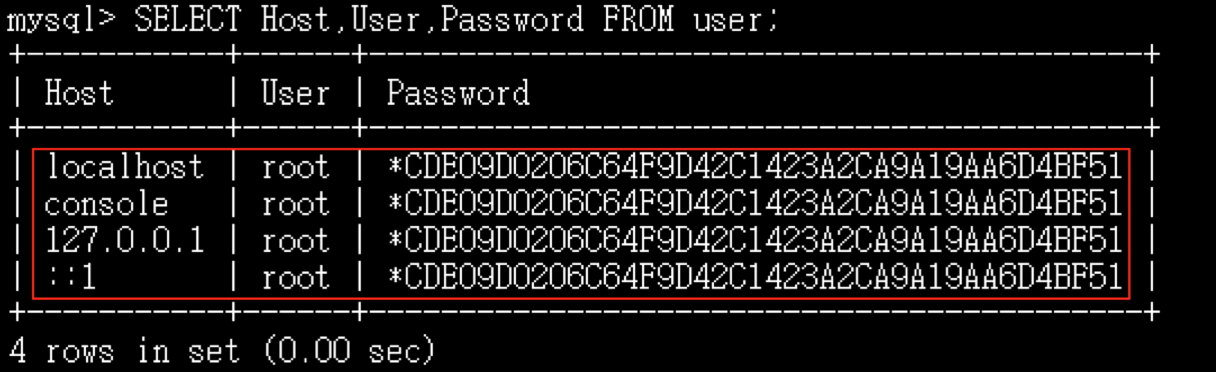 mysql> SELECT Host,User,Password FROM user;
+-----------+------+-------------------------------------------+
| Host      | User | Password                                  |
+-----------+------+-------------------------------------------+
| localhost | root | *CDE09D0206C64F9D42C1423A2CA9A19AA6D4BF51 |
| console   | root | *CDE09D0206C64F9D42C1423A2CA9A19AA6D4BF51 |
| 127.0.0.1 | root | *CDE09D0206C64F9D42C1423A2CA9A19AA6D4BF51 |
| ::1       | root | *CDE09D0206C64F9D42C1423A2CA9A19AA6D4BF51 |
+-----------+------+-------------------------------------------+
4 rows in set (0.00 sec)